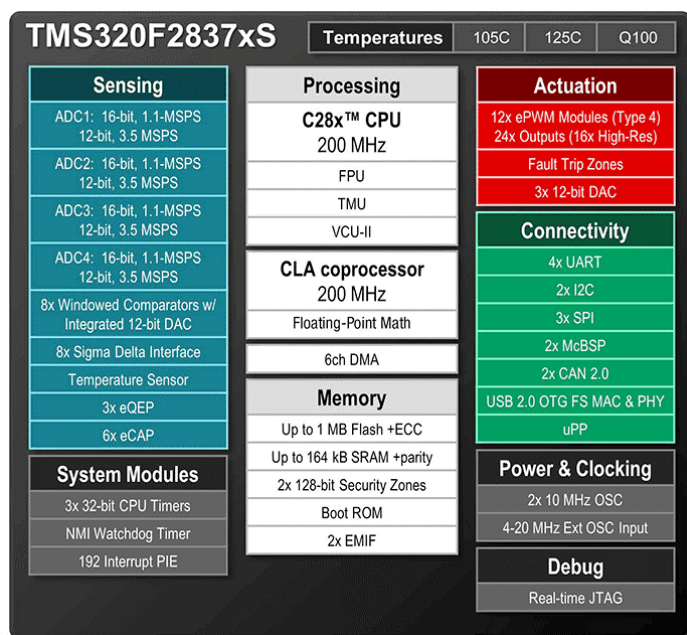 TMS320F2837xS
Temperatures
105C
125C
Q100
Sensing
ADC1: 16-bit, 1.1-MSPS
12-bit, 3.5 MSPS
ADC2: 16-bit, 1.1-MSPS
12-bit, 3.5 MSPS
ADC3: 16-bit, 1.1-MSPS
12-bit, 3.5 MSPS
ADC4: 16-bit, 1.1-MSPS
12-bit, 3.5 MSPS
8x Windowed Comparators w/
Integrated 12-bit DAC
8x Sigma Delta Interface
Temperature Sensor
3x eQEP
6x eCAP
System Modules
3x 32-bit CPU Timers
NMI Watchdog Timer
192 Interrupt PIE
Processing
C28x™ CPU
200 MHz
FPU
TMU
VCU-II
CLA coprocessor
200 MHz
Floating-Point Math
6ch DMA
Memory
Up to 1 MB Flash +ECC
Up to 164 kB SRAM +parity
2x 128-bit Security Zones
Boot ROM
2x EMIF
Actuation
12x ePWM Modules (Type 4)
24x Outputs (16x High-Res)
Fault Trip Zones
3x 12-bit DAC
Connectivity
4x UART
2x I2C
3x SPI
2x McBSP
2x CAN 2.0
USB 2.0 OTG FS MAC & PHY
uPP
Power & Clocking
2x 10 MHz OSC
4-20 MHz Ext OSC Input
Debug
Real-time JTAG